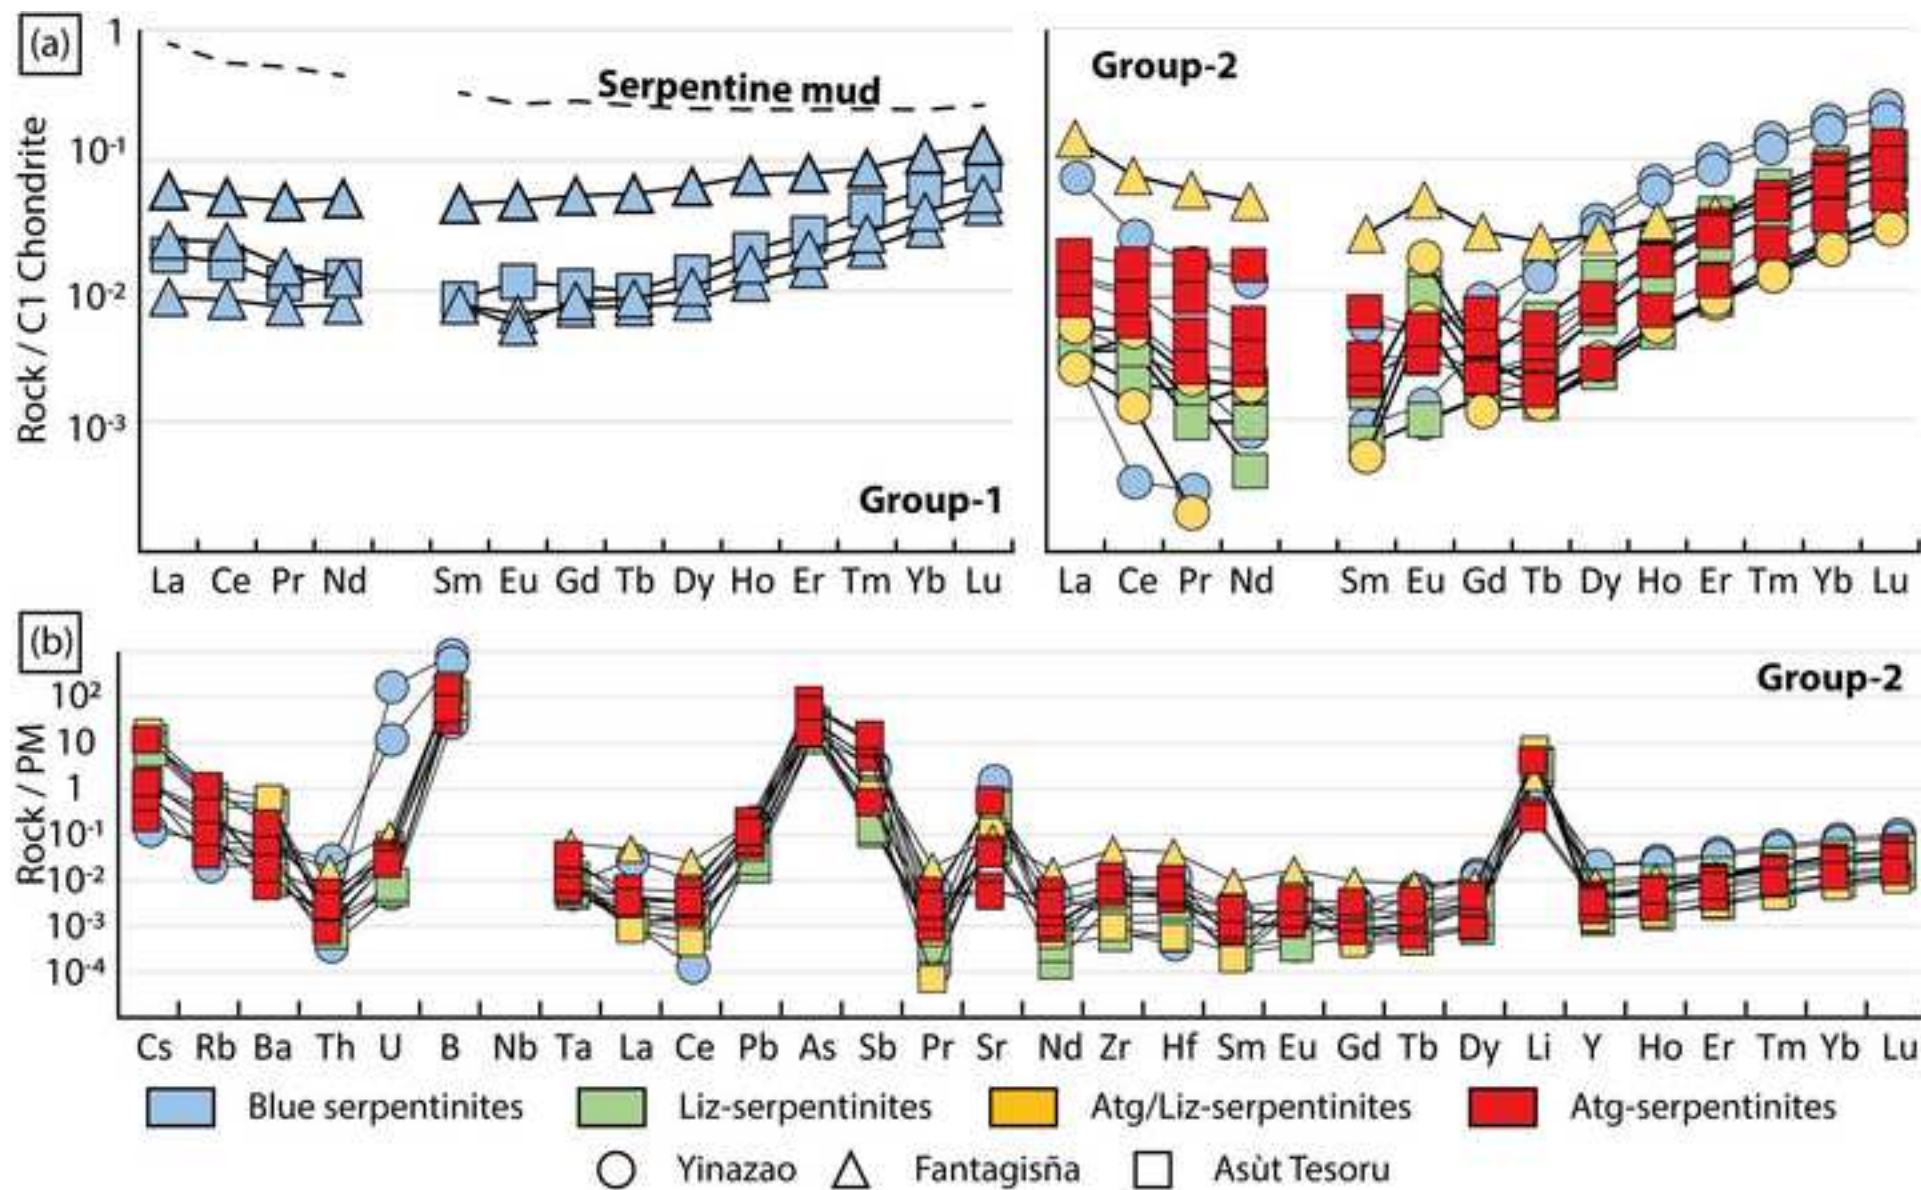 (a)
Rock / C1 Chondrite
1
10-1
10-2
10-3
Serpentine mud
Group-1
La Ce Pr Nd Sm Eu Gd Tb Dy Ho Er Tm Yb Lu
Group-2
La Ce Pr Nd Sm Eu Gd Tb Dy Ho Er Tm Yb Lu
(b)
Rock / PM
10²
10
1
10-1
10-2
10-3
10-4
Group-2
Cs Rb Ba Th U B Nb Ta La Ce Pb As Sb Pr Sr Nd Zr Hf Sm Eu Gd Tb Dy Li Y Ho Er Tm Yb Lu
Blue serpentinites Liz-serpentinites Atg/Liz-serpentinites Atg-serpentinites
Yinazao Fantagisña Asùt Tesoru